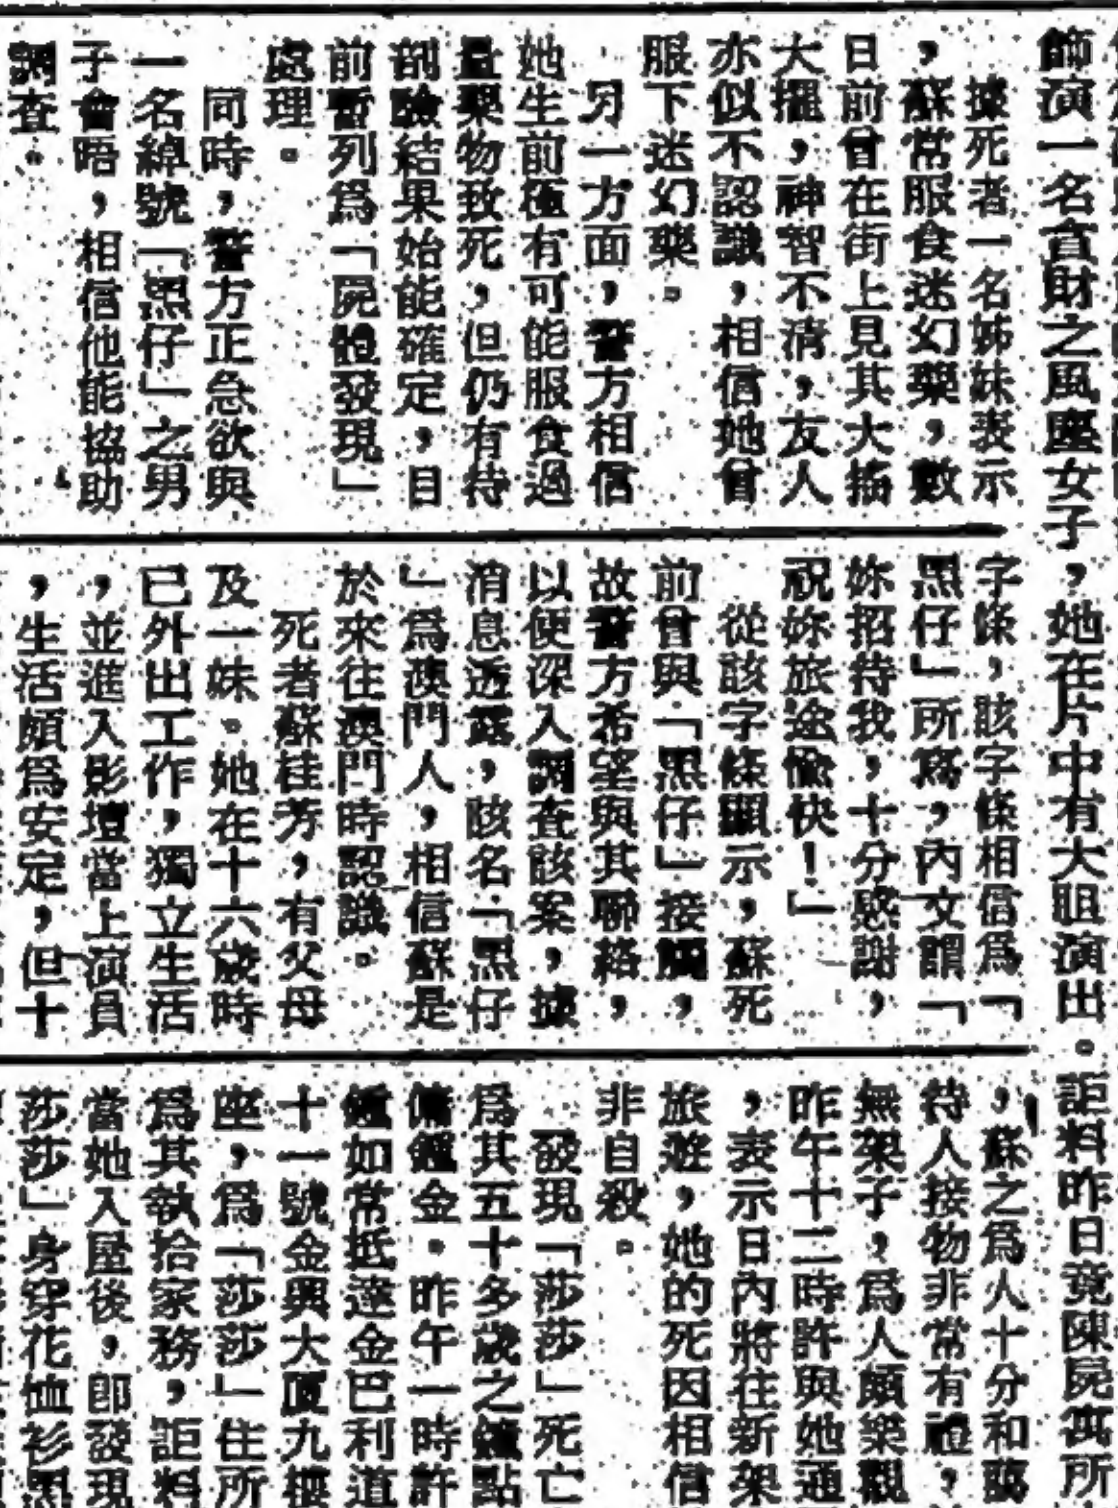 飾演一名貪財之風塵女子，她在片中有大胆演出。詎料昨日竟陳屍寓所
據死者一名姊妹表示
，蘇常服食迷幻藥，數
日前曾在街上見其大搖
大擺，神智不清，友人
亦似不認識，相信她曾
服下迷幻藥。
另一方面，警方相信
她生前極有可能服食過
量藥物致死，但仍有待
剖驗結果始能確定，目
前暫列爲「屍體發現」
處理。
同時，警方正急欲與
一名綽號「黑仔」之男
子會晤，相信他能協助
調查。
字條，該字條相信爲「
黑仔」所寫，內文謂「
妳招待我，十分感謝，
祝妳旅途愉快！」
從該字條顯示，蘇死
前曾與「黑仔」接觸，
故警方希望與其聯絡，
以便深入調查該案，據
消息透露，該名「黑仔
」爲澳門人，相信蘇是
於來往澳門時認識。
死者蘇桂芳，有父母
及一妹。她在十六歲時
已外出工作，獨立生活
，並進入影壇當上演員
，生活頗爲安定，但十
，蘇之爲人十分和藹
待人接物非常有禮，
無架子，爲人頗樂觀
昨午十二時許與她通
，表示日內將往新架
旅遊，她的死因相信
非自殺。
發現「莎莎」死亡
爲其五十多歲之鐘點
傭鍾金。昨午一時許
鍾如常抵達金巴利道
十一號金興大廈九樓
座，爲「莎莎」住所
爲其執拾家務，詎料
當她入屋後，即發現
莎莎」身穿花恤衫黑